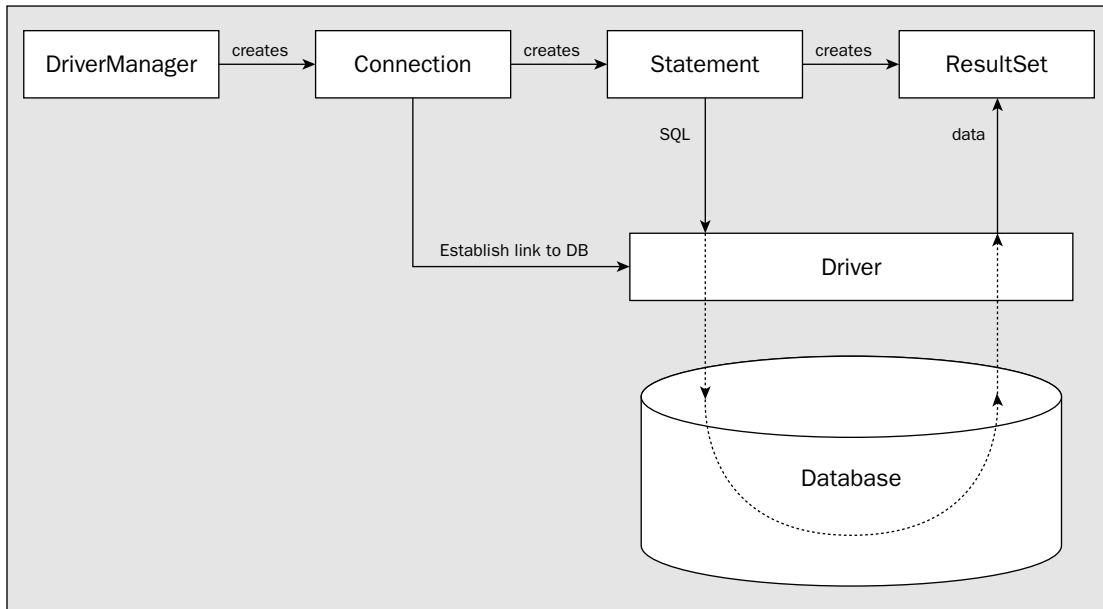 DriverManager
creates
Connection
creates
Statement
creates
ResultSet
SQL
data
Establish link to DB
Driver
Database